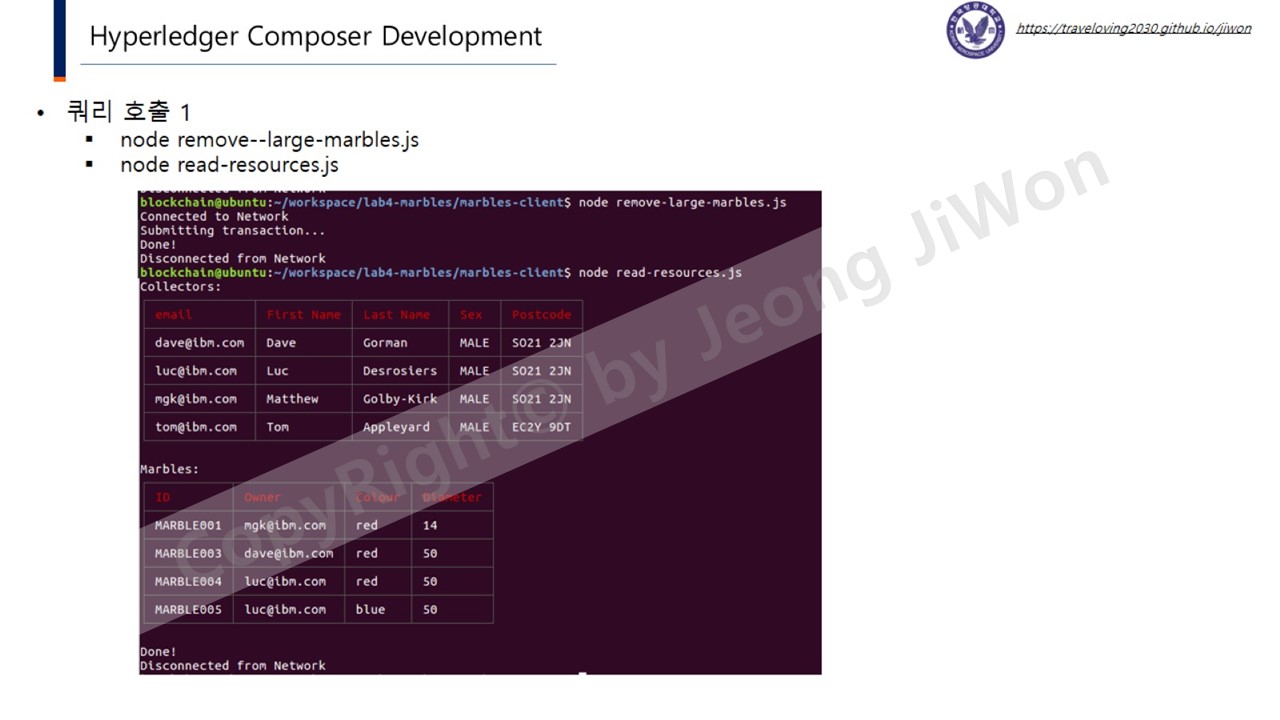 Hyperledger Composer Development
https://traveloving2030.github.io/jiwon
• 쿼리 호출 1
▪ node remove--large-marbles.js
▪ node read-resources.js
Disconnected from Network
blockchain@ubuntu:~/workspace/lab4-marbles/marbles-client$ node remove-large-marbles.js
Connected to Network
Submitting transaction...
Done!
Disconnected from Network
blockchain@ubuntu:~/workspace/lab4-marbles/marbles-client$ node read-resources.js
Collectors:
email First Name Last Name Sex Postcode
dave@ibm.com Dave Gorman MALE SO21 2JN
luc@ibm.com Luc Desrosiers MALE SO21 2JN
mgk@ibm.com Matthew Golby-Kirk MALE SO21 2JN
tom@ibm.com Tom Appleyard MALE EC2Y 9DT
Marbles:
ID Owner Colour Diameter
MARBLE001 mgk@ibm.com red 14
MARBLE003 dave@ibm.com red 50
MARBLE004 luc@ibm.com red 50
MARBLE005 luc@ibm.com blue 50
Done!
Disconnected from Network
CopyRight© by Jeong JiWon